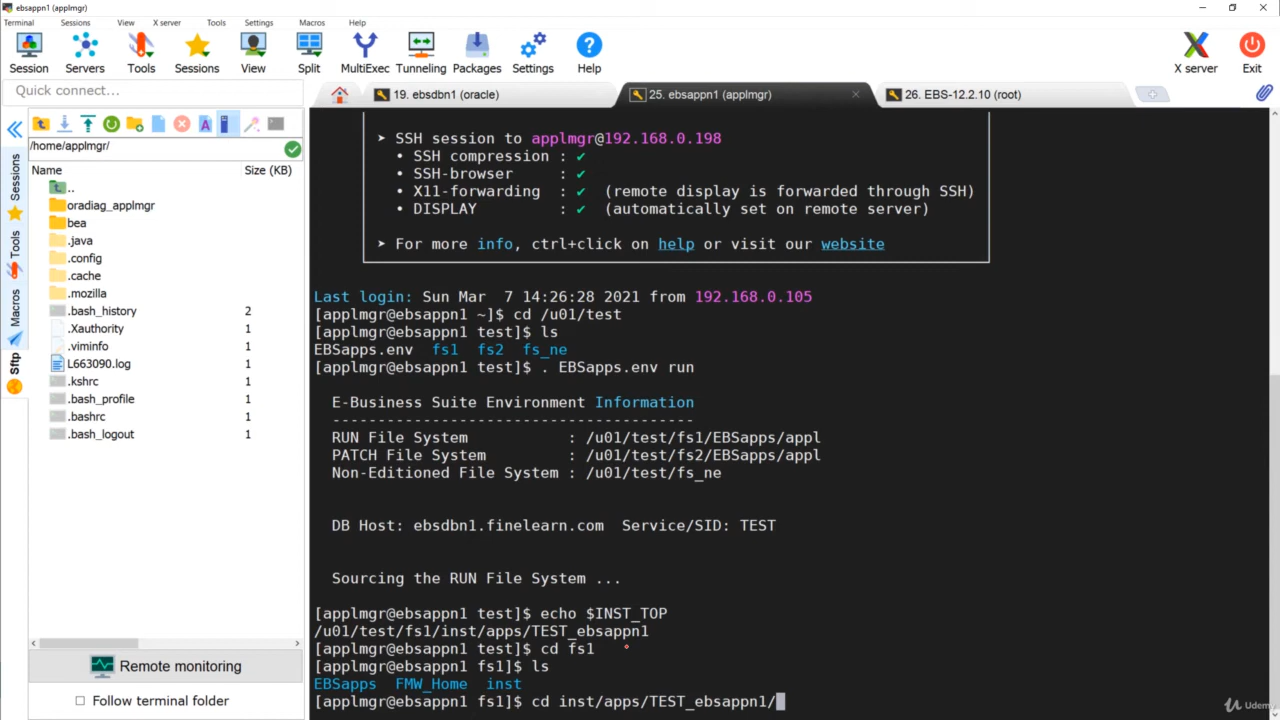 ebsappn1 (applmgr)
Terminal Sessions View X server Tools Settings Macros Help
Session Servers Tools Sessions View Split MultiExec Tunneling Packages Settings Help X server Exit
Quick connect...
19. ebsdbn1 (oracle)
25. ebsappn1 (applmgr)
26. EBS-12.2.10 (root)
/home/applmgr/
Name Size (KB)
..
oradiag_applmgr
bea
.java
.config
.cache
.mozilla
.bash_history 2
.Xauthority 1
.viminfo 1
L663090.log 1
.kshrc 1
.bash_profile 1
.bashrc 1
.bash_logout 1
Remote monitoring
Follow terminal folder
Sessions
Tools
Macros
Sftp
➤ SSH session to applmgr@192.168.0.198
• SSH compression : ✔
• SSH-browser : ✔
• X11-forwarding : ✔ (remote display is forwarded through SSH)
• DISPLAY : ✔ (automatically set on remote server)
➤ For more info, ctrl+click on help or visit our website
Last login: Sun Mar 7 14:26:28 2021 from 192.168.0.105
[applmgr@ebsappn1 ~]$ cd /u01/test
[applmgr@ebsappn1 test]$ ls
EBSapps.env fs1 fs2 fs_ne
[applmgr@ebsappn1 test]$ . EBSapps.env run
E-Business Suite Environment Information
----------------------------------------
RUN File System : /u01/test/fs1/EBSapps/appl
PATCH File System : /u01/test/fs2/EBSapps/appl
Non-Editioned File System : /u01/test/fs_ne
DB Host: ebsdbn1.finelearn.com Service/SID: TEST
Sourcing the RUN File System ...
[applmgr@ebsappn1 test]$ echo $INST_TOP
/u01/test/fs1/inst/apps/TEST_ebsappn1
[applmgr@ebsappn1 test]$ cd fs1
[applmgr@ebsappn1 fs1]$ ls
EBSapps FMW_Home inst
[applmgr@ebsappn1 fs1]$ cd inst/apps/TEST_ebsappn1/
Udemy